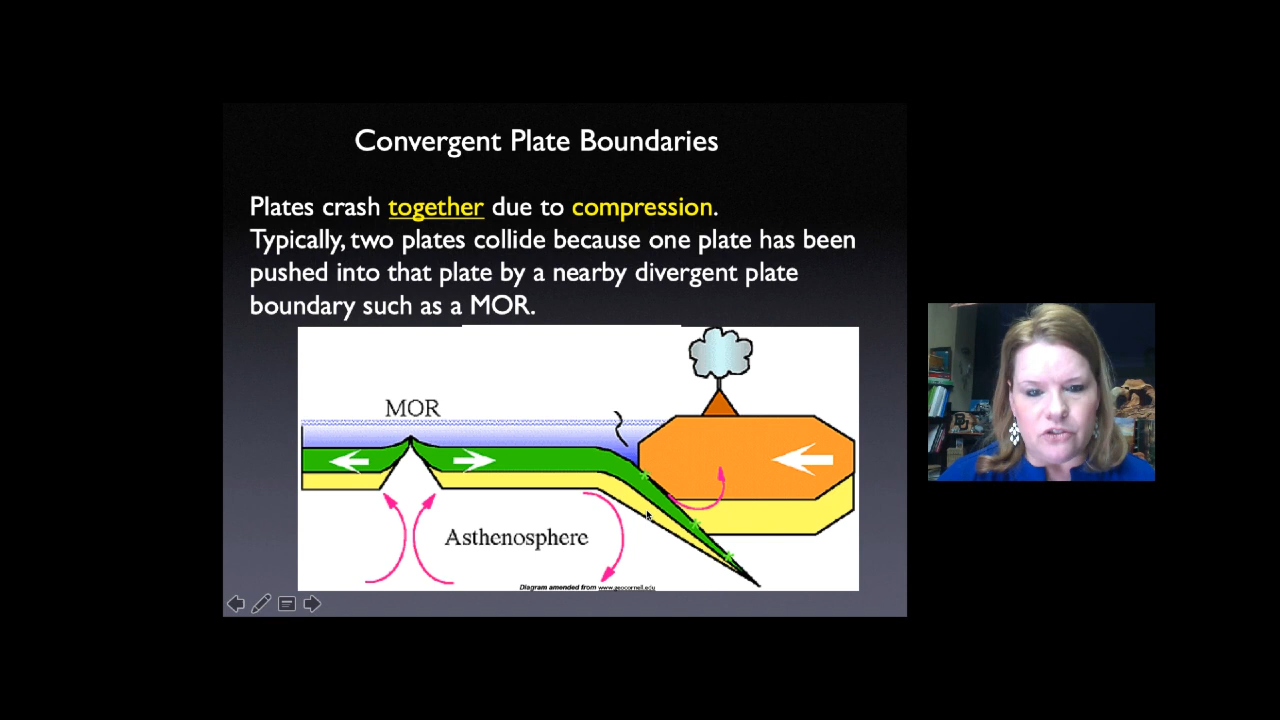 Convergent Plate Boundaries
Plates crash together due to compression.
Typically, two plates collide because one plate has been
pushed into that plate by a nearby divergent plate
boundary such as a MOR.
MOR
Asthenosphere
Diagram amended from www.geocornell.edu